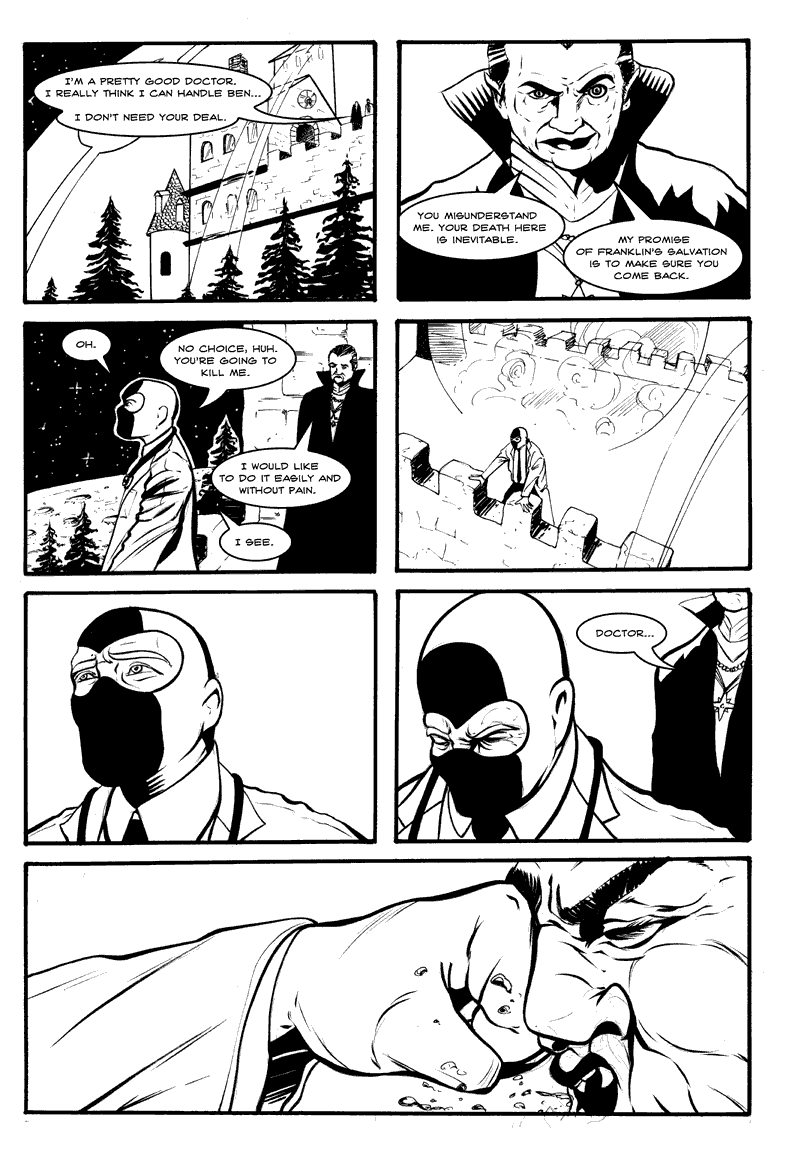 I'M A PRETTY GOOD DOCTOR.
I REALLY THINK I CAN HANDLE BEN...
I DON'T NEED YOUR DEAL.
YOU MISUNDERSTAND
ME. YOUR DEATH HERE
IS INEVITABLE.
MY PROMISE
OF FRANKLIN'S SALVATION
IS TO MAKE SURE YOU
COME BACK.
OH.
NO CHOICE, HUH.
YOU'RE GOING TO
KILL ME.
I WOULD LIKE
TO DO IT EASILY AND
WITHOUT PAIN.
I SEE.
DOCTOR...